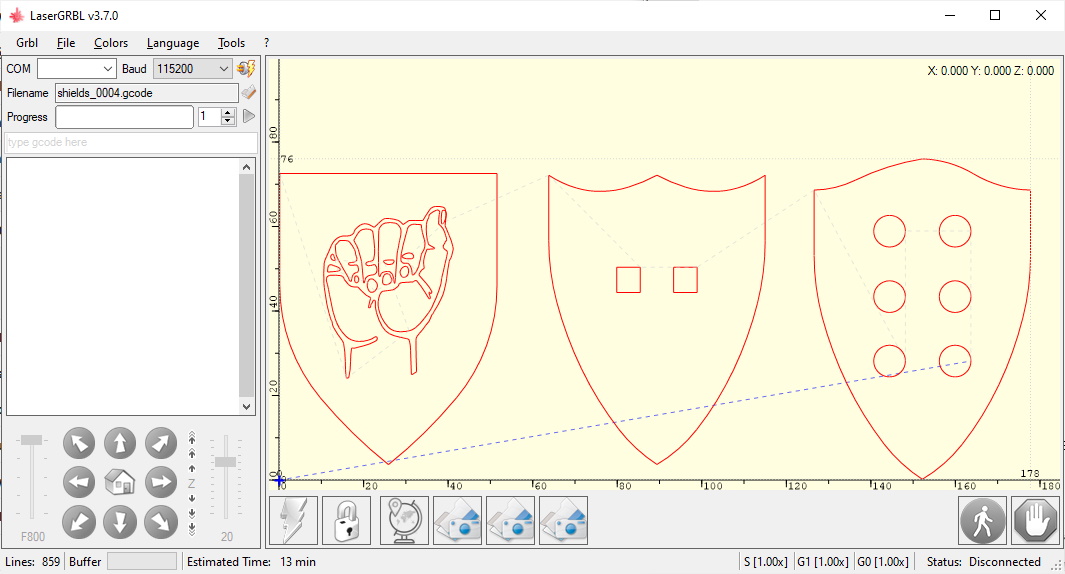 LaserGRBL v3.7.0
Grbl File Colors Language Tools ?
COM Baud 115200
Filename shields_0004.gcode
Progress 1
type gcode here
X: 0.000 Y: 0.000 Z: 0.000
80
76
60
40
20
0
178
0 20 40 60 80 100 120 140 160 180
Z
F800 20
Lines: 859 Buffer Estimated Time: 13 min S [1.00x] G1 [1.00x] G0 [1.00x] Status: Disconnected